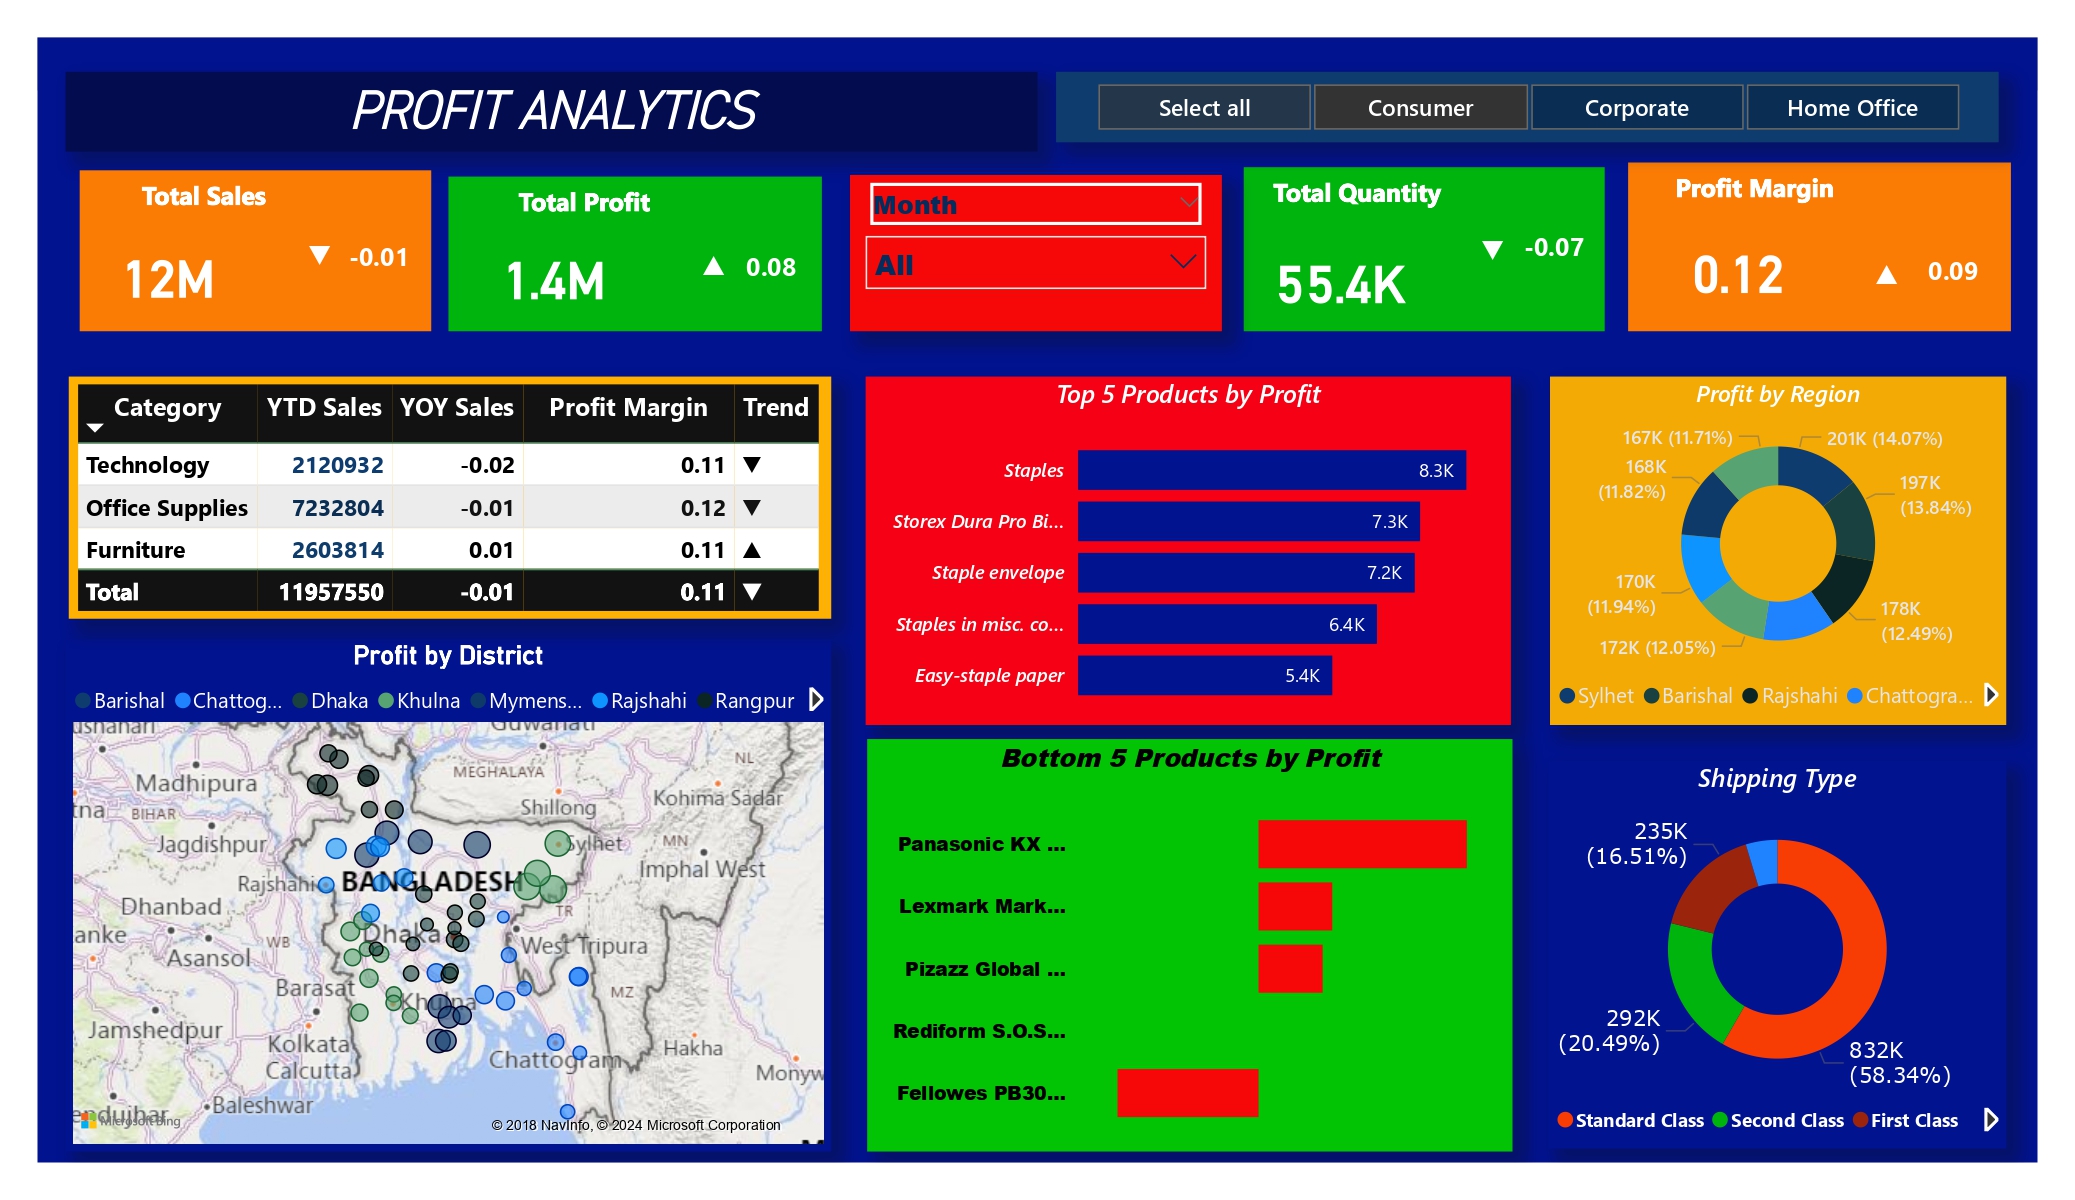 PROFIT ANALYTICS
Select all
Consumer
Corporate
Home Office
Total Sales
12M
▼ -0.01
Total Profit
1.4M
▲ 0.08
Month
All
Total Quantity
55.4K
▼ -0.07
Profit Margin
0.12
▲ 0.09
Category YTD Sales YOY Sales Profit Margin Trend
Technology 2120932 -0.02 0.11 ▼
Office Supplies 7232804 -0.01 0.12 ▼
Furniture 2603814 0.01 0.11 ▲
Total 11957550 -0.01 0.11 ▼
Top 5 Products by Profit
Staples 8.3K
Storex Dura Pro Bi... 7.3K
Staple envelope 7.2K
Staples in misc. co... 6.4K
Easy-staple paper 5.4K
Profit by Region
167K (11.71%)
201K (14.07%)
168K
(11.82%)
197K
(13.84%)
170K
(11.94%)
178K
(12.49%)
172K (12.05%)
Sylhet Barishal Rajshahi Chattogra...
Profit by District
Barishal Chattog... Dhaka Khulna Mymens... Rajshahi Rangpur
ushanari
Guwahati
NL
MEGHALAYA
Madhipura
Shillong
Kohima Sadar
tna
BIHAR
Jagdishpur
Sylhet
MN
Imphal West
Rajshahi
BANGLADESH
Dhanbad
TR
anke
WB
Dhaka
West Tripura
Asansol
Barasat
Khulna
MZ
Jamshedpur
Kolkata
Calcutta
Chattogram
Hakha
Monyw
Baleshwar
endujhar
Microsoft Bing
© 2018 NavInfo, © 2024 Microsoft Corporation
Bottom 5 Products by Profit
Panasonic KX ...
Lexmark Mark...
Pizazz Global ...
Rediform S.O.S...
Fellowes PB30...
Shipping Type
235K
(16.51%)
292K
(20.49%)
832K
(58.34%)
Standard Class Second Class First Class